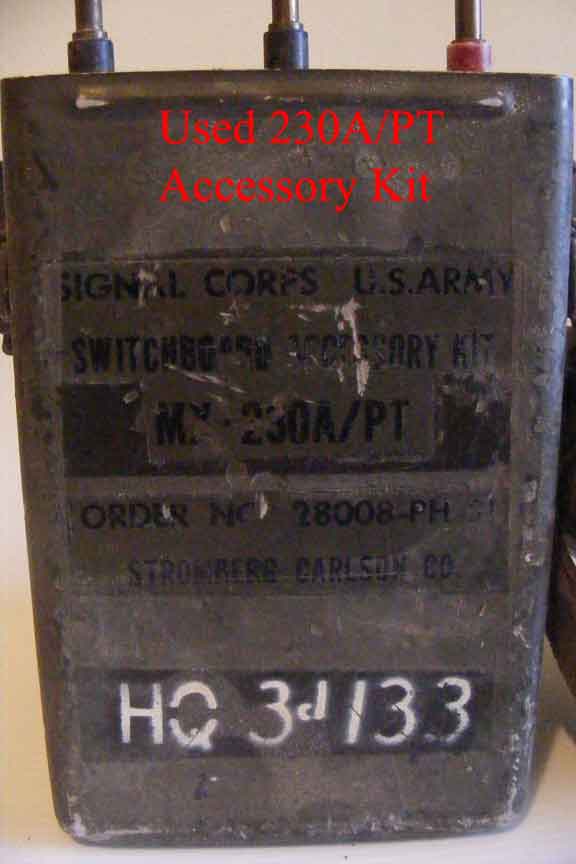 Used 230A/PT
Accessory Kit
SIGNAL CORPS U.S.ARMY
SWITCHBOARD ACCESSORY KIT
MX-230A/PT
ORDER NO. 28008-PH-51
STROMBERG CARLSON CO.
HQ 3d 133